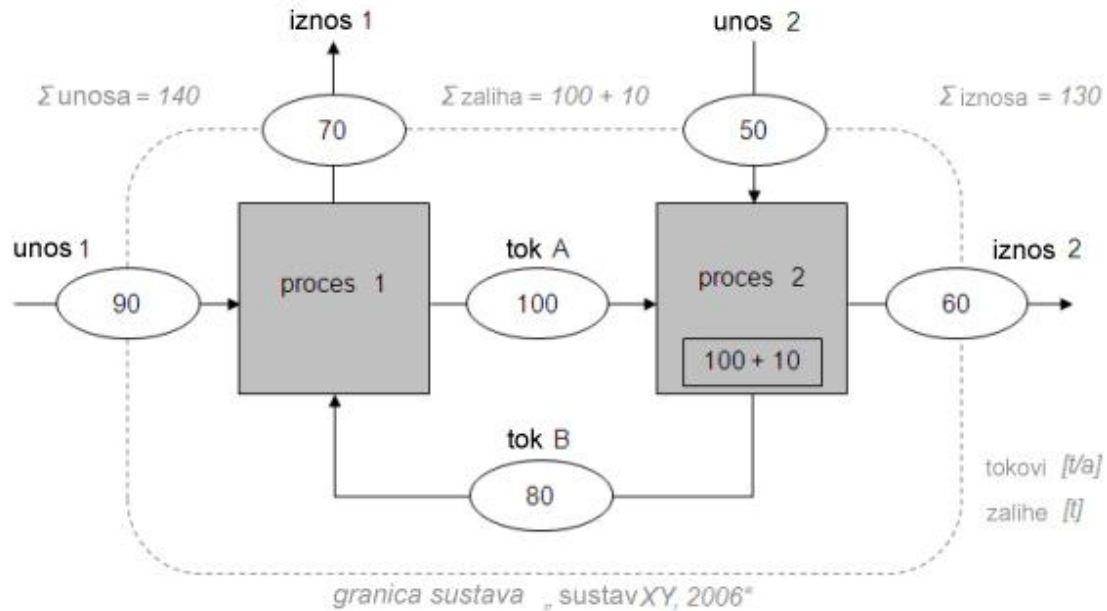 iznos 1
unos 2
Σ unosa = 140
Σ zaliha = 100 + 10
Σ iznosa = 130
70
50
unos 1
tok A
iznos 2
proces 1
proces 2
90
100
60
100 + 10
tok B
80
tokovi [t/a]
zalihe [t]
granica sustava „ sustav XY, 2006“